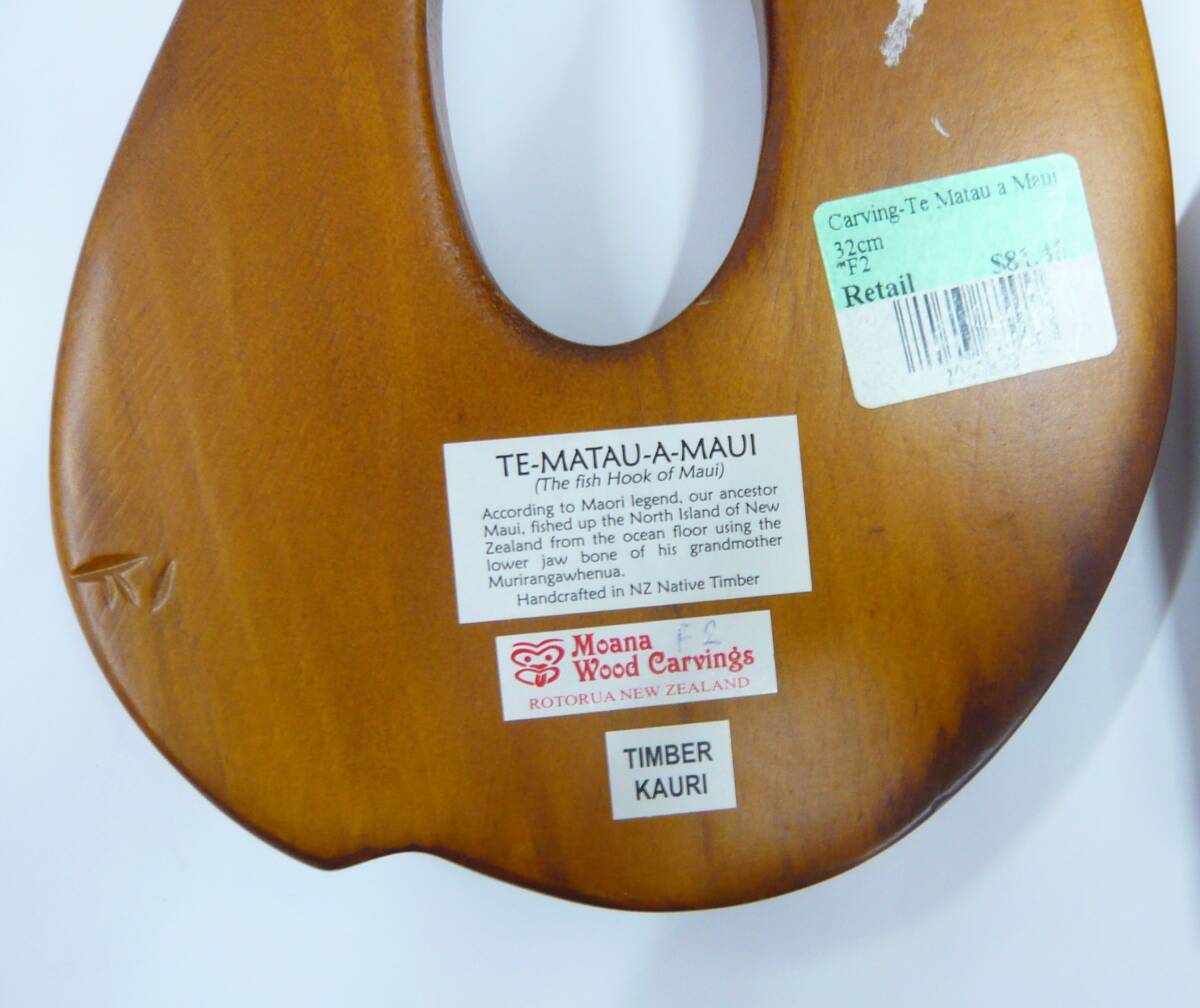 Carving-Te Matau a Maui
32cm
F2
Retail
TE-MATAU-A-MAUI
(The fish Hook of Maui)
According to Maori legend, our ancestor
Maui, fished up the North Island of New
Zealand from the ocean floor using the
lower jaw bone of his grandmother
Murirangawhenua.
Handcrafted in NZ Native Timber
Moana F2
Wood Carvings
ROTORUA NEW ZEALAND
TIMBER
KAURI